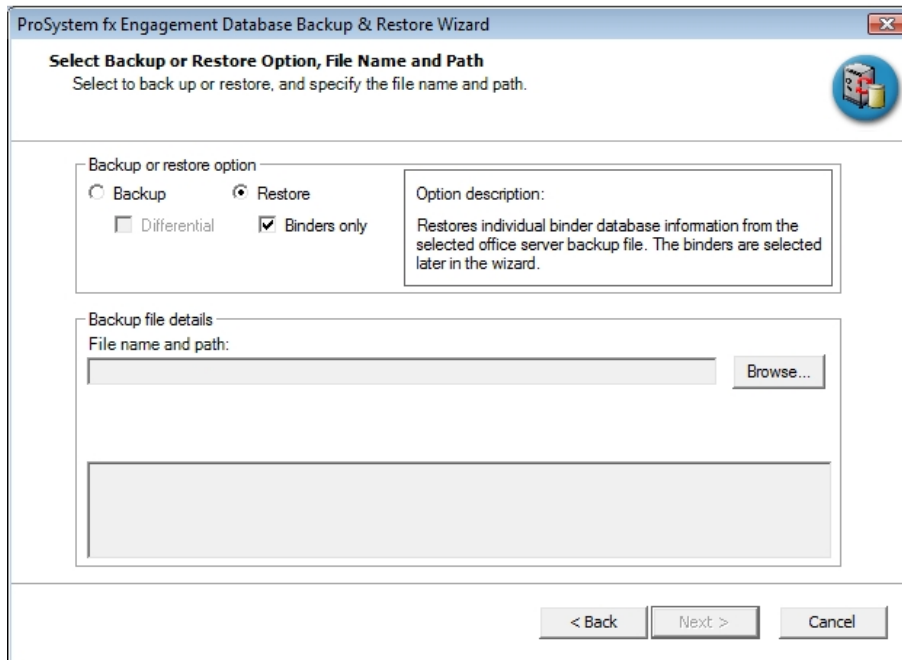 ProSystem fx Engagement Database Backup & Restore Wizard
Select Backup or Restore Option, File Name and Path
Select to back up or restore, and specify the file name and path.
Backup or restore option
Backup
Restore
Differential
Binders only
Option description:
Restores individual binder database information from the
selected office server backup file. The binders are selected
later in the wizard.
Backup file details
File name and path:
Browse...
< Back
Next >
Cancel